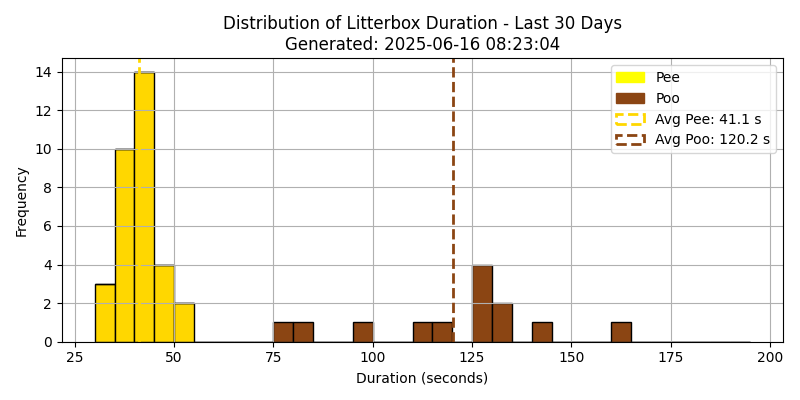 Distribution of Litterbox Duration - Last 30 Days
Generated: 2025-06-16 08:23:04
Pee
Poo
Avg Pee: 41.1 s
Avg Poo: 120.2 s
Frequency
14
12
10
8
6
4
2
0
25 50 75 100 125 150 175 200
Duration (seconds)